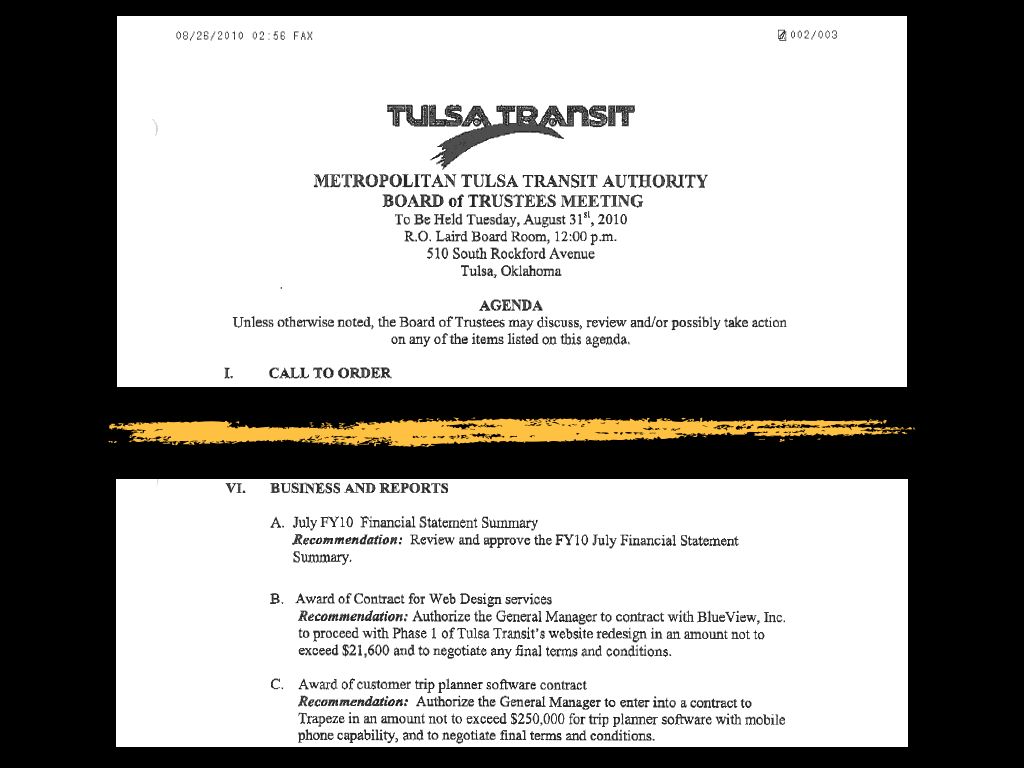 08/26/2010 02:56 FAX
002/003
TULSA TRANSIT
METROPOLITAN TULSA TRANSIT AUTHORITY
BOARD of TRUSTEES MEETING
To Be Held Tuesday, August 31st, 2010
R.O. Laird Board Room, 12:00 p.m.
510 South Rockford Avenue
Tulsa, Oklahoma
AGENDA
Unless otherwise noted, the Board of Trustees may discuss, review and/or possibly take action
on any of the items listed on this agenda.
I. CALL TO ORDER
VI. BUSINESS AND REPORTS
A. July FY10 Financial Statement Summary
Recommendation: Review and approve the FY10 July Financial Statement
Summary.
B. Award of Contract for Web Design services
Recommendation: Authorize the General Manager to contract with BlueView, Inc.
to proceed with Phase 1 of Tulsa Transit's website redesign in an amount not to
exceed $21,600 and to negotiate any final terms and conditions.
C. Award of customer trip planner software contract
Recommendation: Authorize the General Manager to enter into a contract to
Trapeze in an amount not to exceed $250,000 for trip planner software with mobile
phone capability, and to negotiate final terms and conditions.